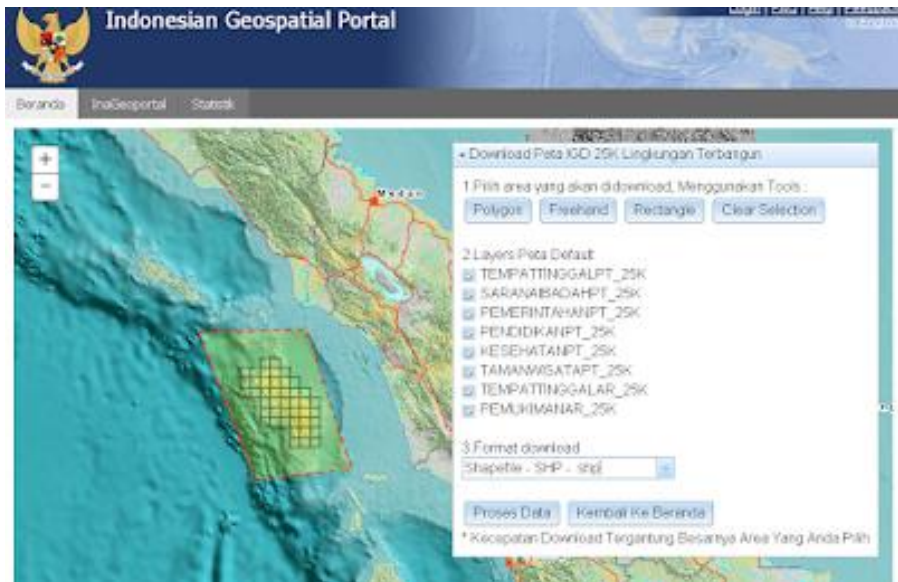 Indonesian Geospatial Portal
Beranda InaGeoportal Statistik
Medan
Download Peta IGD 25K Lingkungan Terbangun
1.Pilih area yang akan didownload, Menggunakan Tools :
Polygon Freehand Rectangle Clear Selection
2.Layers Peta Default
TEMPATTINGGALPT_25K
SARANAIBADAHPT_25K
PEMERINTAHANPT_25K
PENDIDIKANPT_25K
KESEHATANPT_25K
TAMANWISATAPT_25K
TEMPATTINGGALAR_25K
PEMUKIMANAR_25K
3.Format download
Shapefile - SHP - .shp
Proses Data Kembali Ke Beranda
* Kecepatan Download Tergantung Besarnya Area Yang Anda Pilih